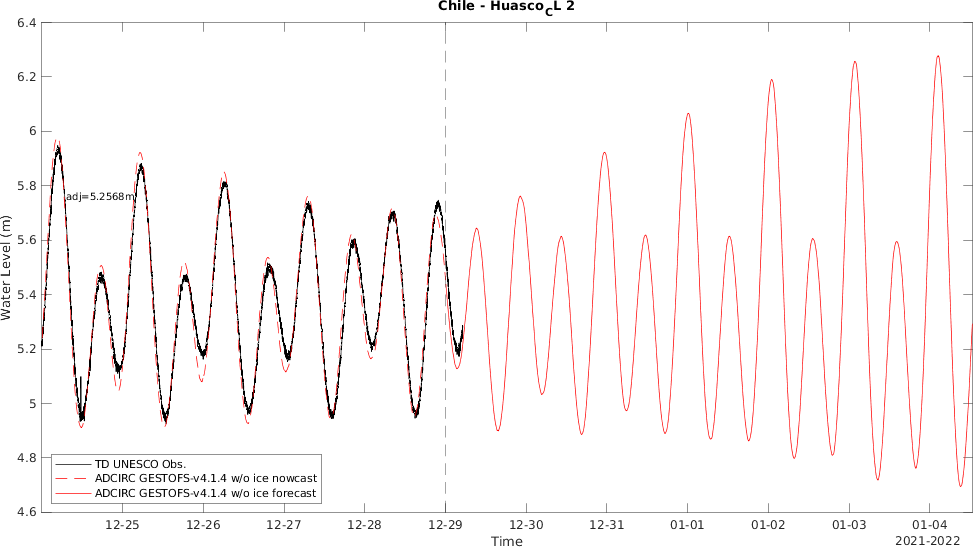 Chile - Huasco_CL 2
6.4
6.2
6
5.8
5.6
5.4
5.2
5
4.8
4.6
Water Level (m)
adj=5.2568m
TD UNESCO Obs.
ADCIRC GESTOFS-v4.1.4 w/o ice nowcast
ADCIRC GESTOFS-v4.1.4 w/o ice forecast
12-25 12-26 12-27 12-28 12-29 12-30 12-31 01-01 01-02 01-03 01-04
Time
2021-2022